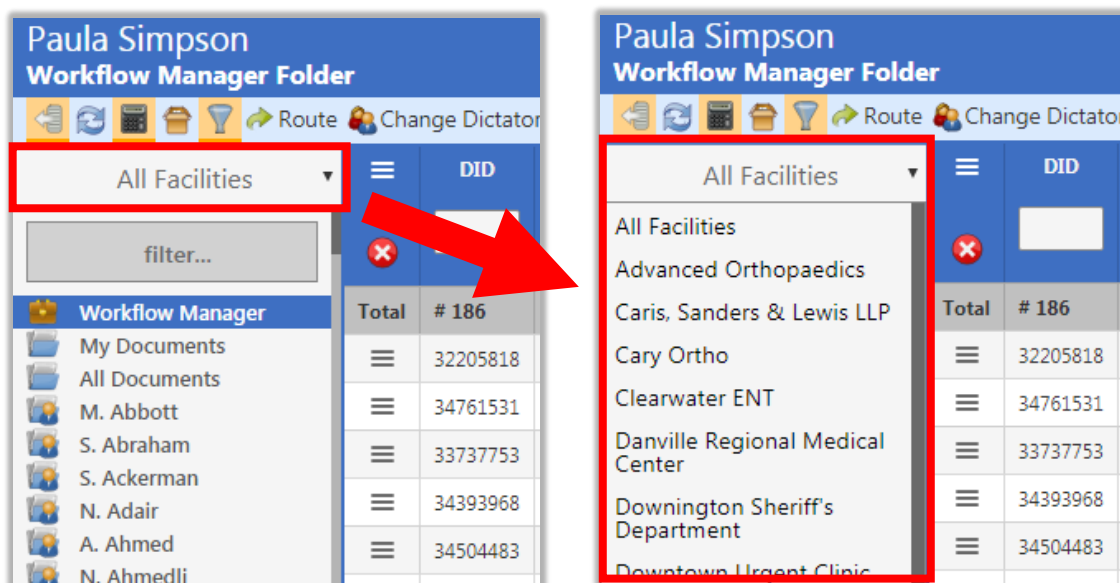 Paula Simpson
Workflow Manager Folder
Route Change Dictator
All Facilities
DID
filter...
Workflow Manager
Total # 186
My Documents
32205818
All Documents
M. Abbott
34761531
S. Abraham
33737753
S. Ackerman
N. Adair
34393968
A. Ahmed
34504483
N. Ahmedli
Paula Simpson
Workflow Manager Folder
Route Change Dictato
All Facilities
DID
All Facilities
Advanced Orthopaedics
Caris, Sanders & Lewis LLP
Total # 186
Cary Ortho
32205818
Clearwater ENT
34761531
Danville Regional Medical
Center
33737753
Downington Sheriff's
Department
34393968
34504483
Downtown Urgent Clinic